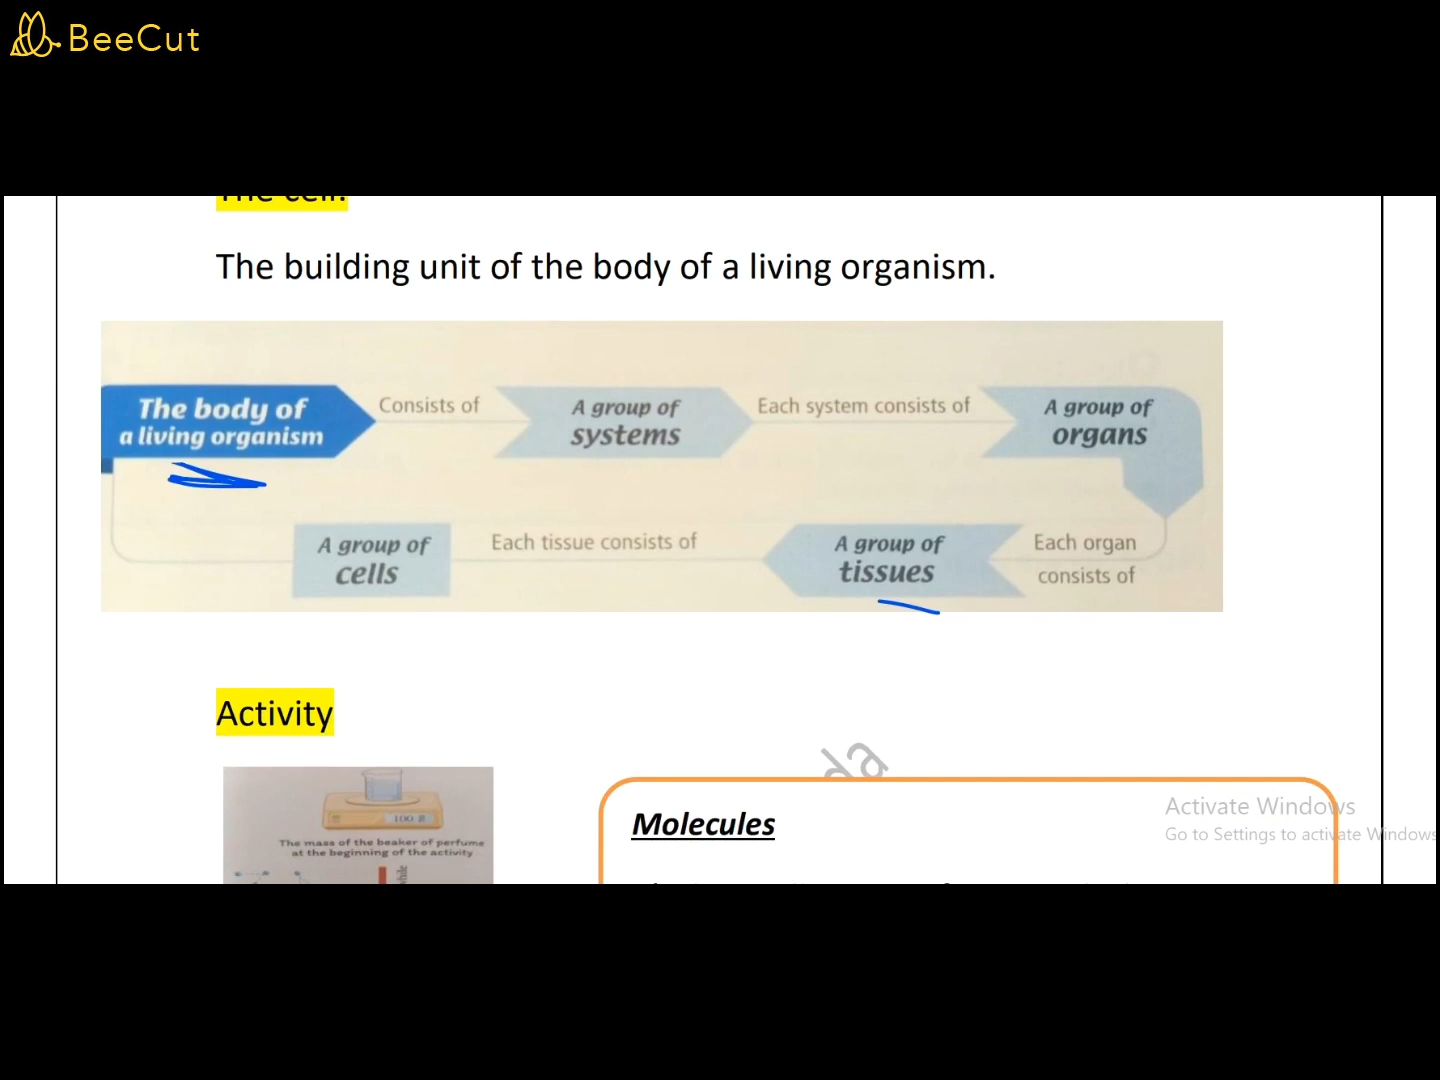 BeeCut
The cell:
The building unit of the body of a living organism.
The body of
a living organism
Consists of
A group of
systems
Each system consists of
A group of
organs
Each organ
consists of
A group of
tissues
Each tissue consists of
A group of
cells
Activity
100 g
The mass of the beaker of perfume
at the beginning of the activity
while
da
Molecules
Activate Windows
Go to Settings to activate Windows